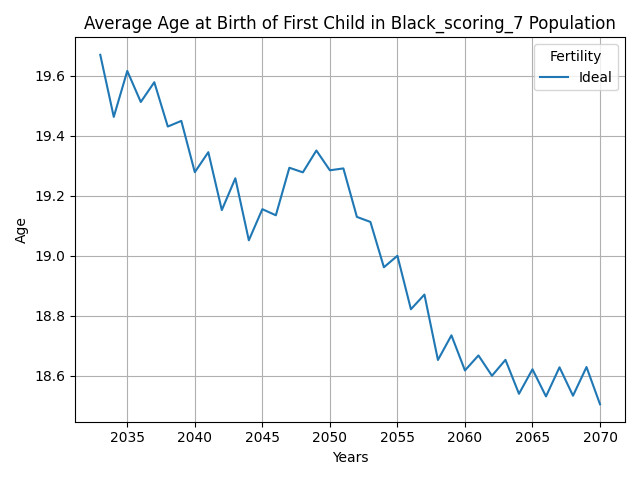 Average Age at Birth of First Child in Black_scoring_7 Population
Fertility
Ideal
Age
19.6
19.4
19.2
19.0
18.8
18.6
2035 2040 2045 2050 2055 2060 2065 2070
Years